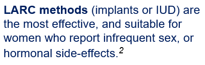 LARC methods (implants or IUD) are
the most effective, and suitable for
women who report infrequent sex, or
hormonal side-effects.2